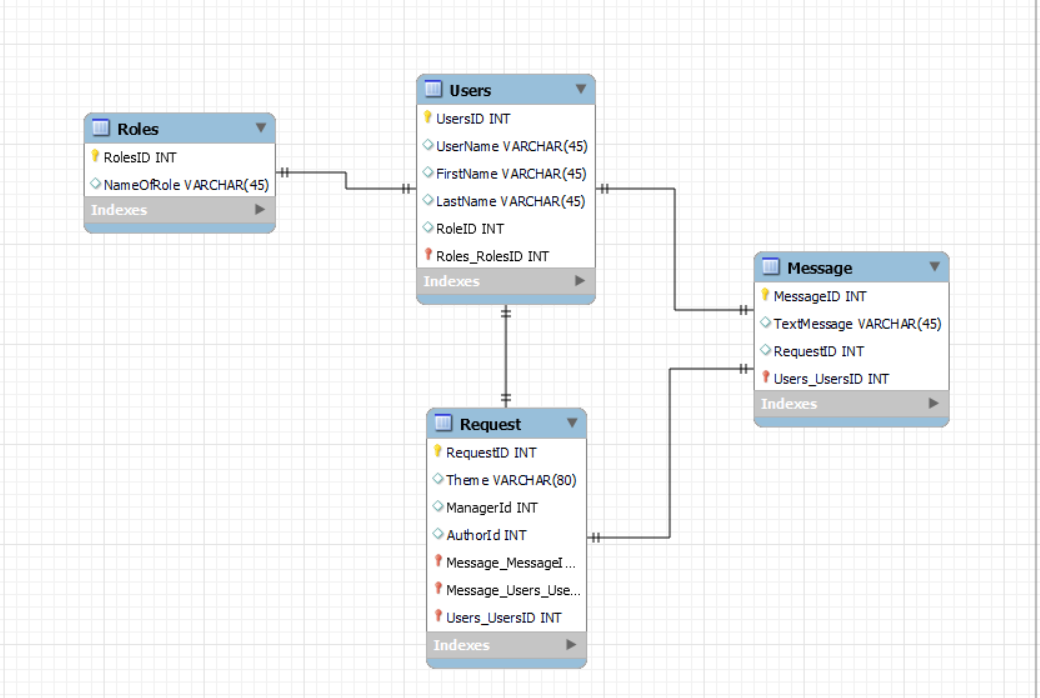 Roles
RolesID INT
NameOfRole VARCHAR(45)
Indexes
Users
UsersID INT
UserName VARCHAR(45)
FirstName VARCHAR(45)
LastName VARCHAR(45)
RoleID INT
Roles_RolesID INT
Indexes
Message
MessageID INT
TextMessage VARCHAR(45)
RequestID INT
Users_UsersID INT
Indexes
Request
RequestID INT
Theme VARCHAR(80)
ManagerId INT
AuthorId INT
Message_MessageI...
Message_Users_Use...
Users_UsersID INT
Indexes